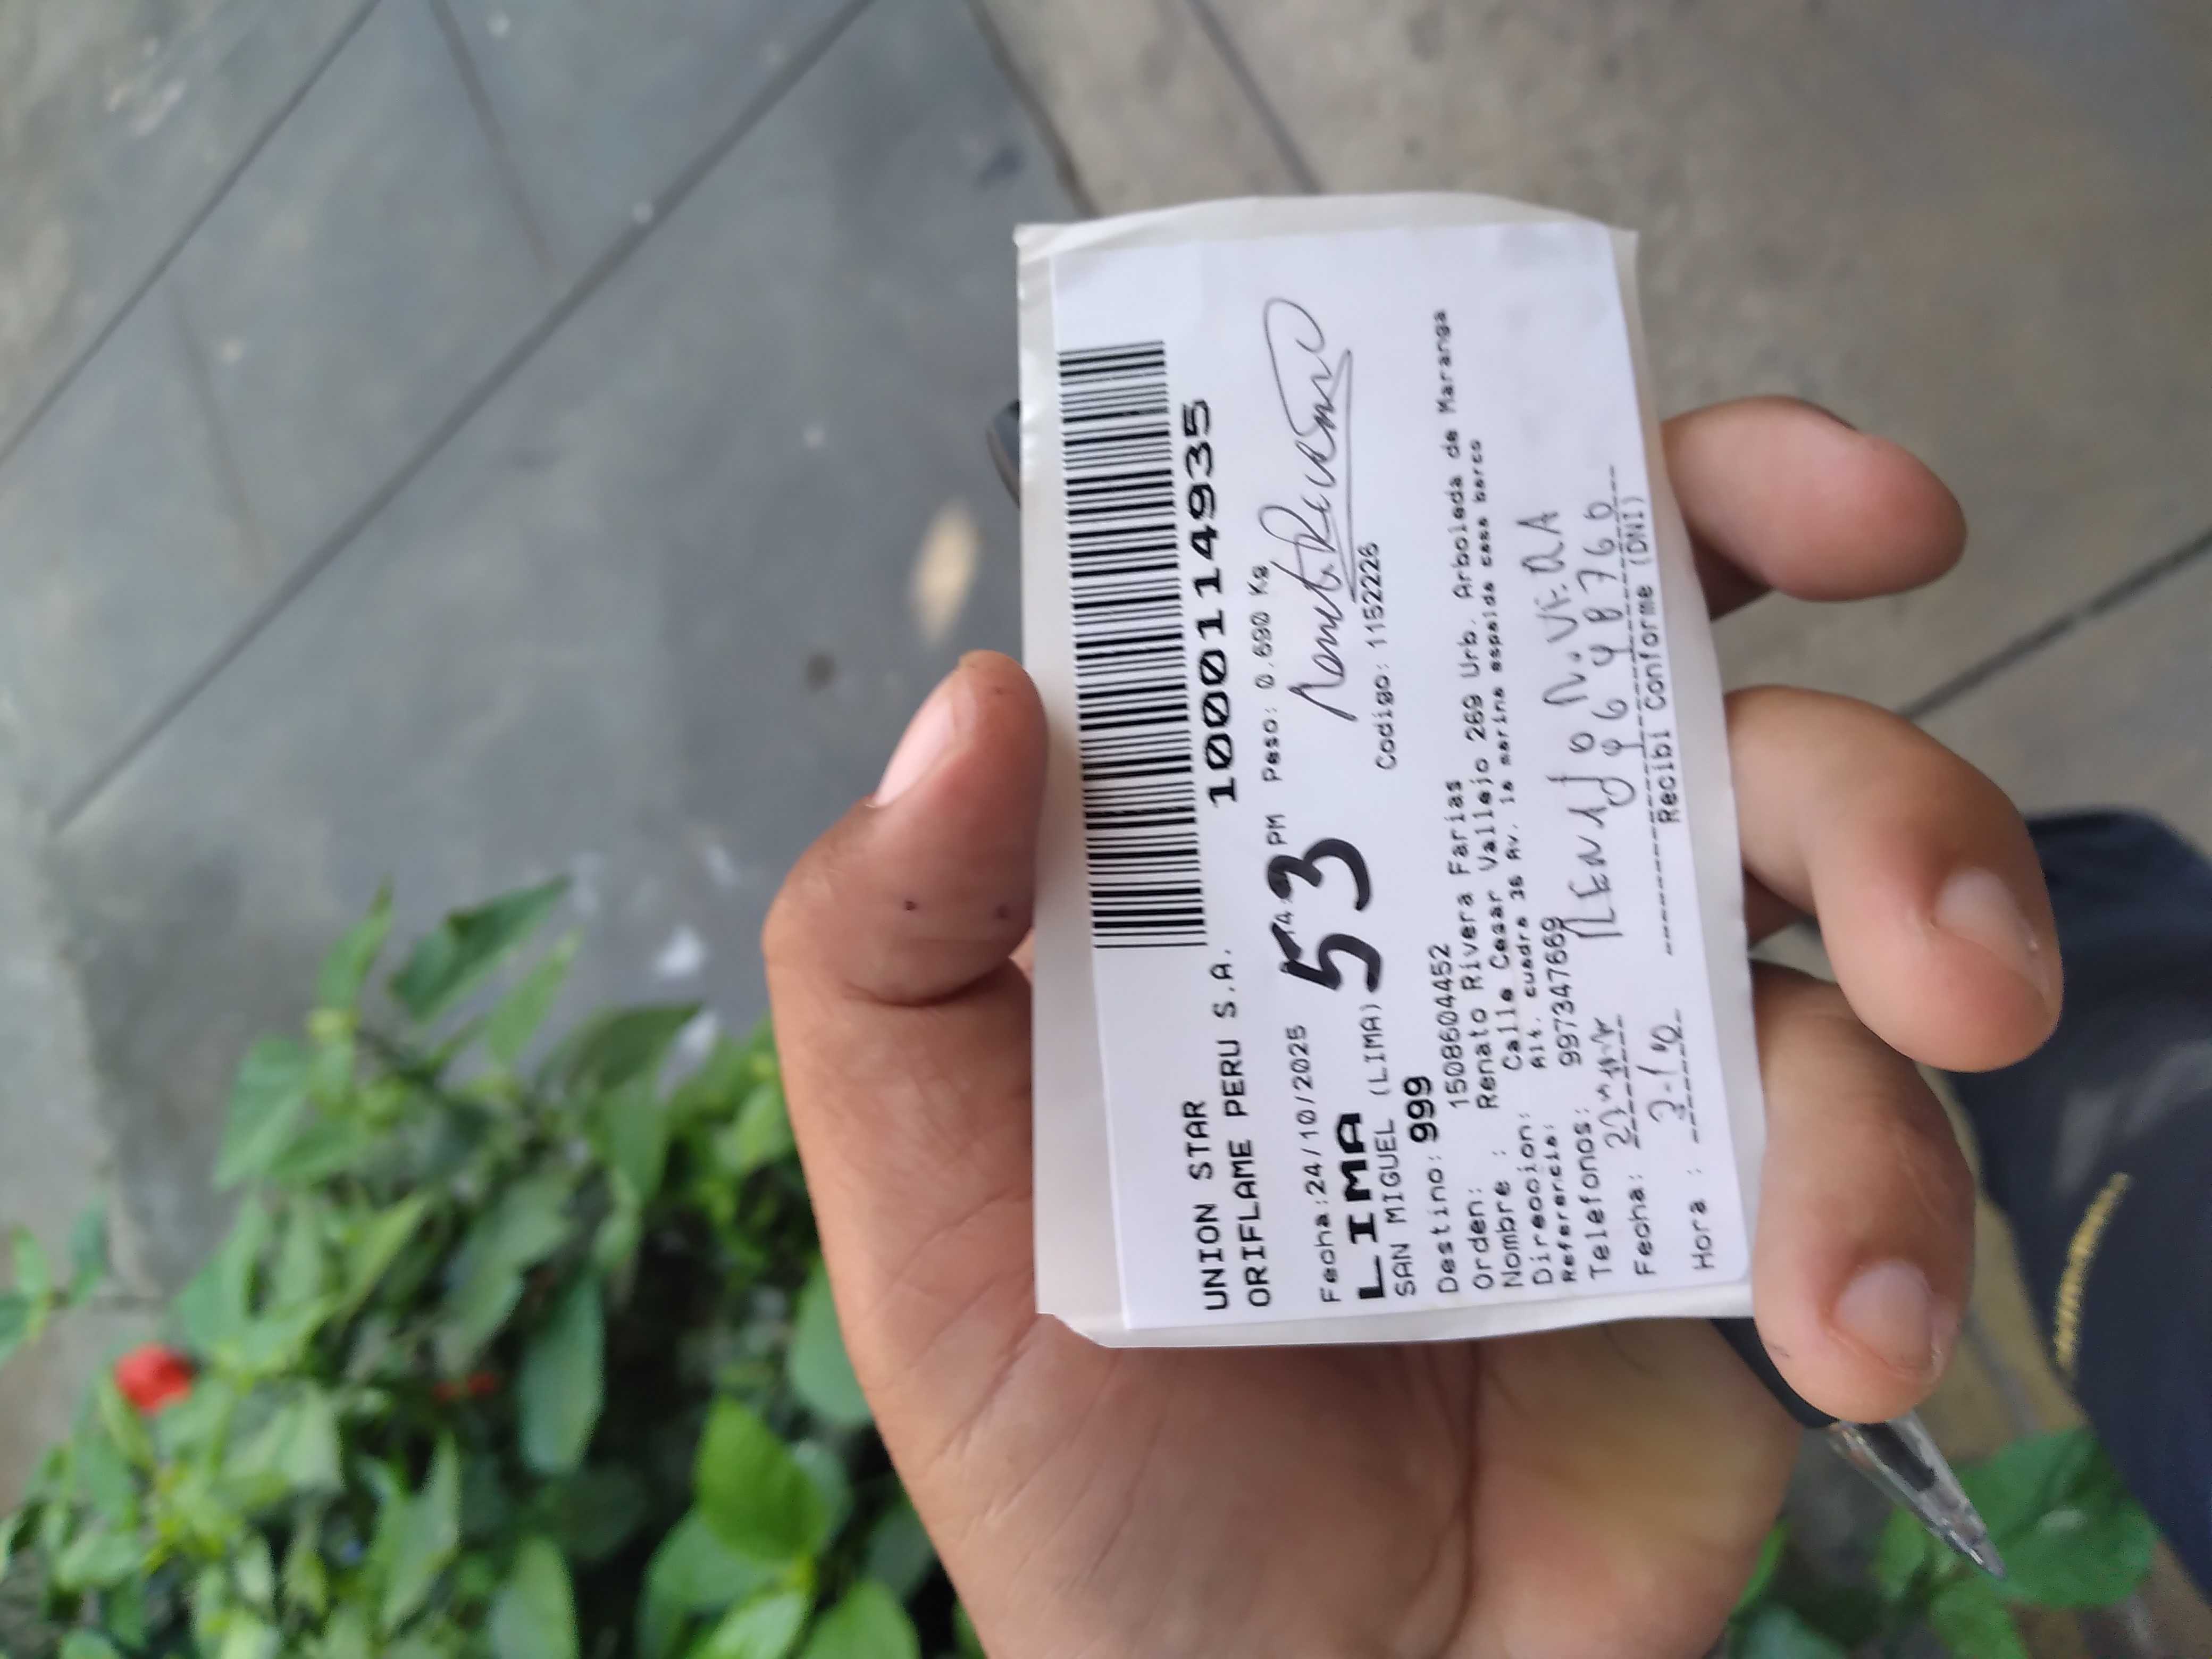 UNION STAR
ORIFLAME PERU S.A.
10001114935
Fecha:24/10/2025 PM Peso: 0.690 Kg
LIMA 53
SAN MIGUEL (LIMA)
Codigo: 1152226
Destino: 999
Orden: 1508604452
Nombre : Renato Rivera Farias
Direccion: Calle Cesar Vallejo 269 Urb. Arboleda de Maranga
Referencia: Alt. cuadra 36 Av. la marina espalda casa barco
Telefonos: 997347669
Fecha:
Hora :
Recibi Conforme (DNI)